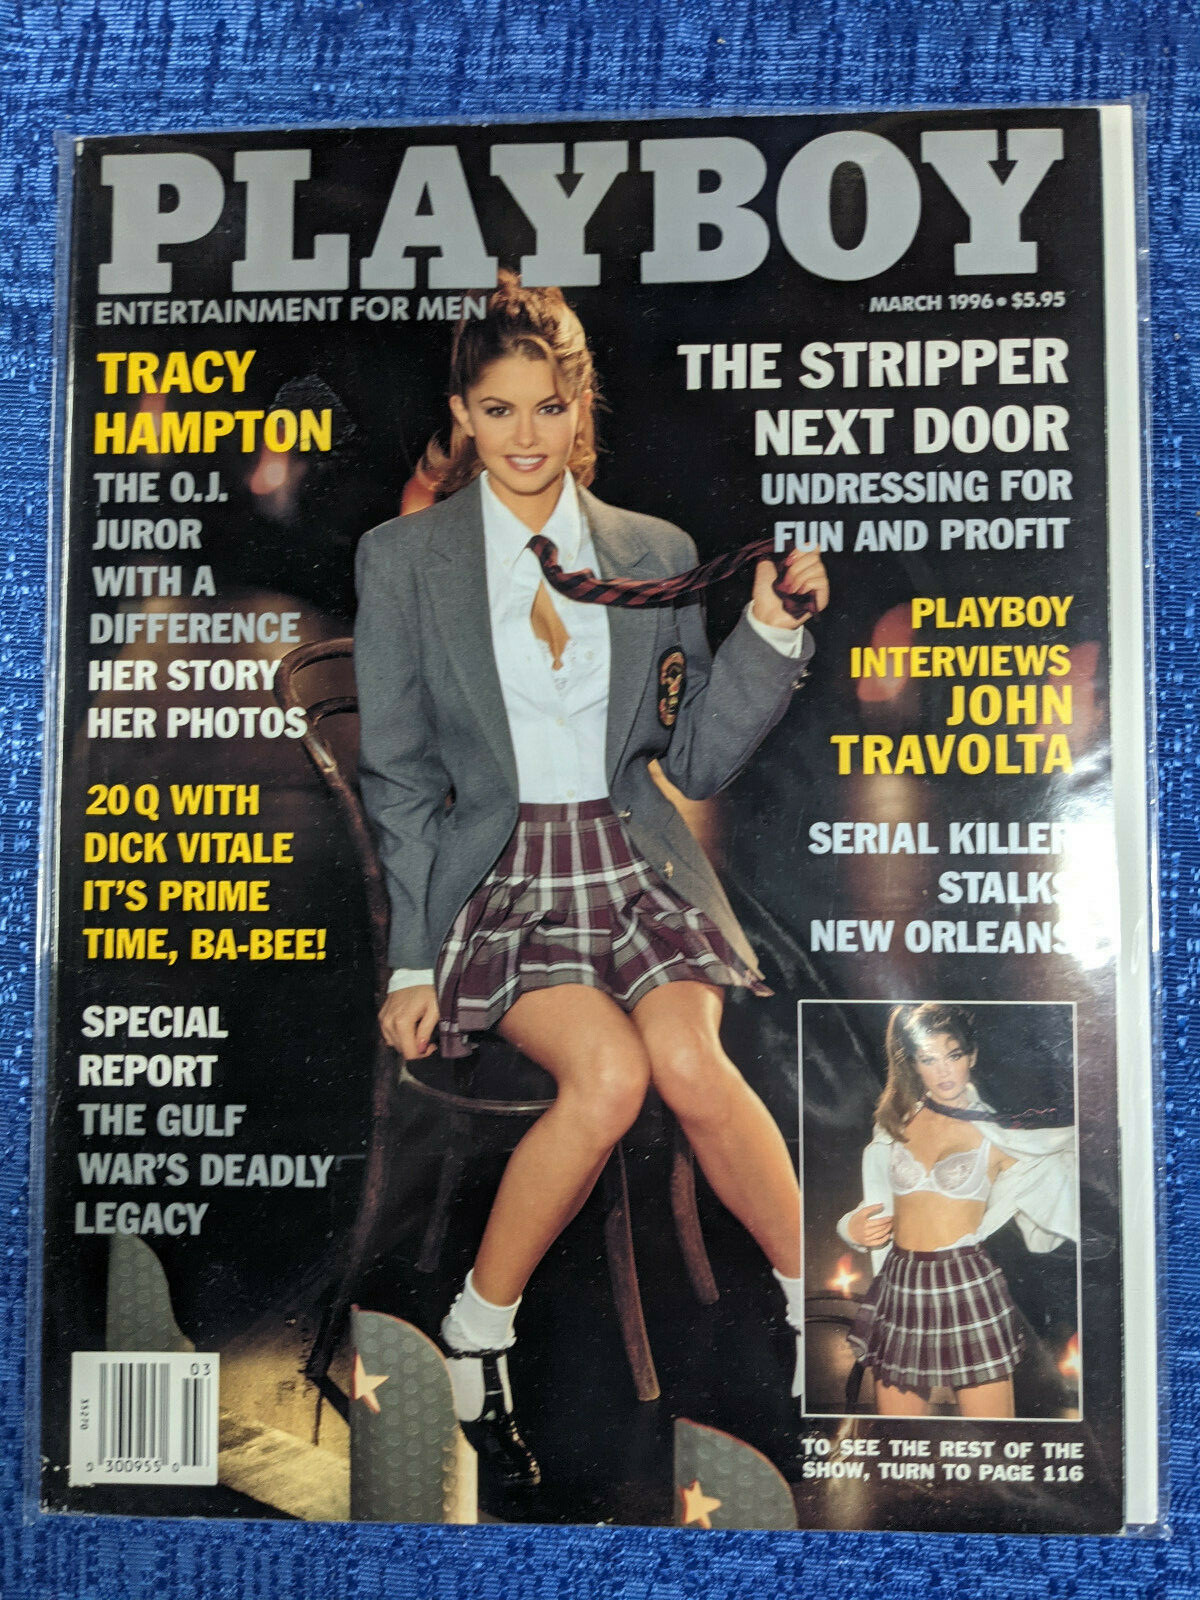 PLAYBOY
ENTERTAINMENT FOR MEN
MARCH 1996 • $5.95
TRACY
HAMPTON
THE O.J.
JUROR
WITH A
DIFFERENCE
HER STORY
HER PHOTOS
20 Q WITH
DICK VITALE
IT'S PRIME
TIME, BA-BEE!
SPECIAL
REPORT
THE GULF
WAR'S DEADLY
LEGACY
THE STRIPPER
NEXT DOOR
UNDRESSING FOR
FUN AND PROFIT
PLAYBOY
INTERVIEWS
JOHN
TRAVOLTA
SERIAL KILLER
STALKS
NEW ORLEANS
TO SEE THE REST OF THE
SHOW, TURN TO PAGE 116
03
35270
0 300955 0